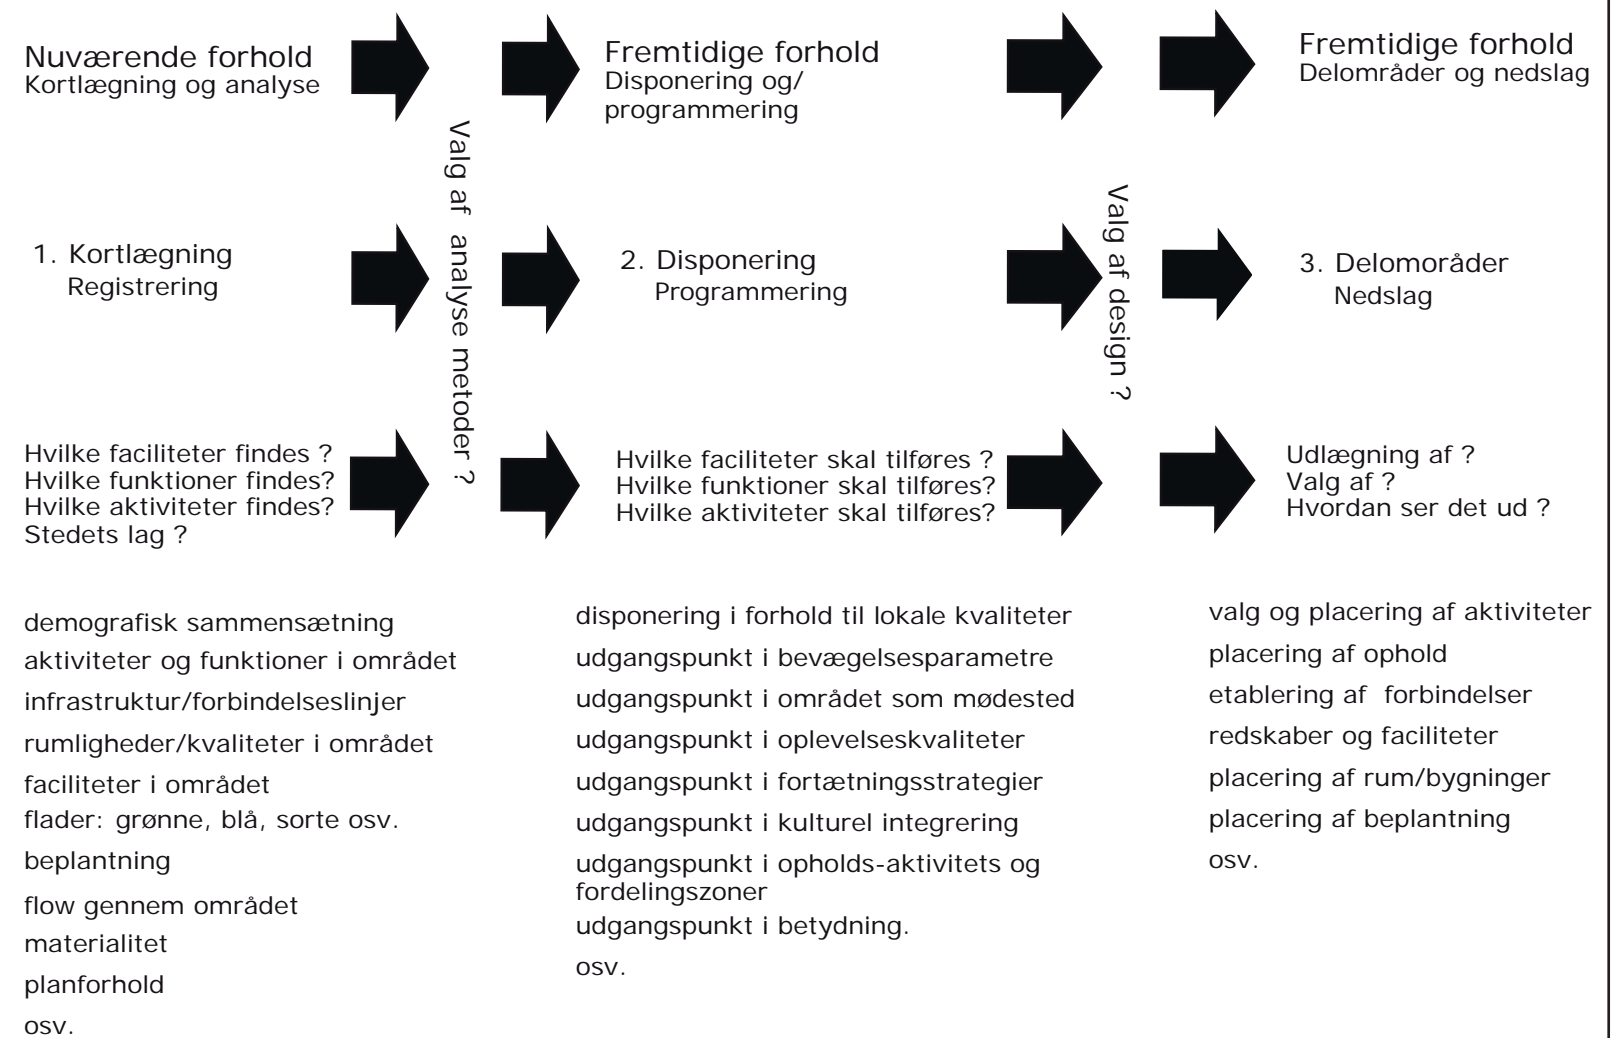 Nuværende forhold
Kortlægning og analyse
Fremtidige forhold
Disponering og/
programmering
Fremtidige forhold
Delområder og nedslag
Valg af  analyse metoder ?
Valg af design ?
1. Kortlægning
Registrering
2. Disponering
Programmering
3. Delomoråder
Nedslag
Hvilke faciliteter findes ?
Hvilke funktioner findes?
Hvilke aktiviteter findes?
Stedets lag ?
Hvilke faciliteter skal tilføres ?
Hvilke funktioner skal tilføres?
Hvilke aktiviteter skal tilføres?
Udlægning af ?
Valg af ?
Hvordan ser det ud ?
demografisk sammensætning
aktiviteter og funktioner i området
infrastruktur/forbindelseslinjer
rumligheder/kvaliteter i området
faciliteter i området
flader: grønne, blå, sorte osv.
beplantning
flow gennem området
materialitet
planforhold
osv.
disponering i forhold til lokale kvaliteter
udgangspunkt i bevægelsesparametre
udgangspunkt i området som mødested
udgangspunkt i oplevelseskvaliteter
udgangspunkt i fortætningsstrategier
udgangspunkt i kulturel integrering
udgangspunkt i opholds-aktivitets og
fordelingszoner
udgangspunkt i betydning.
osv.
valg og placering af aktiviteter
placering af ophold
etablering af  forbindelser
redskaber og faciliteter
placering af rum/bygninger
placering af beplantning
osv.